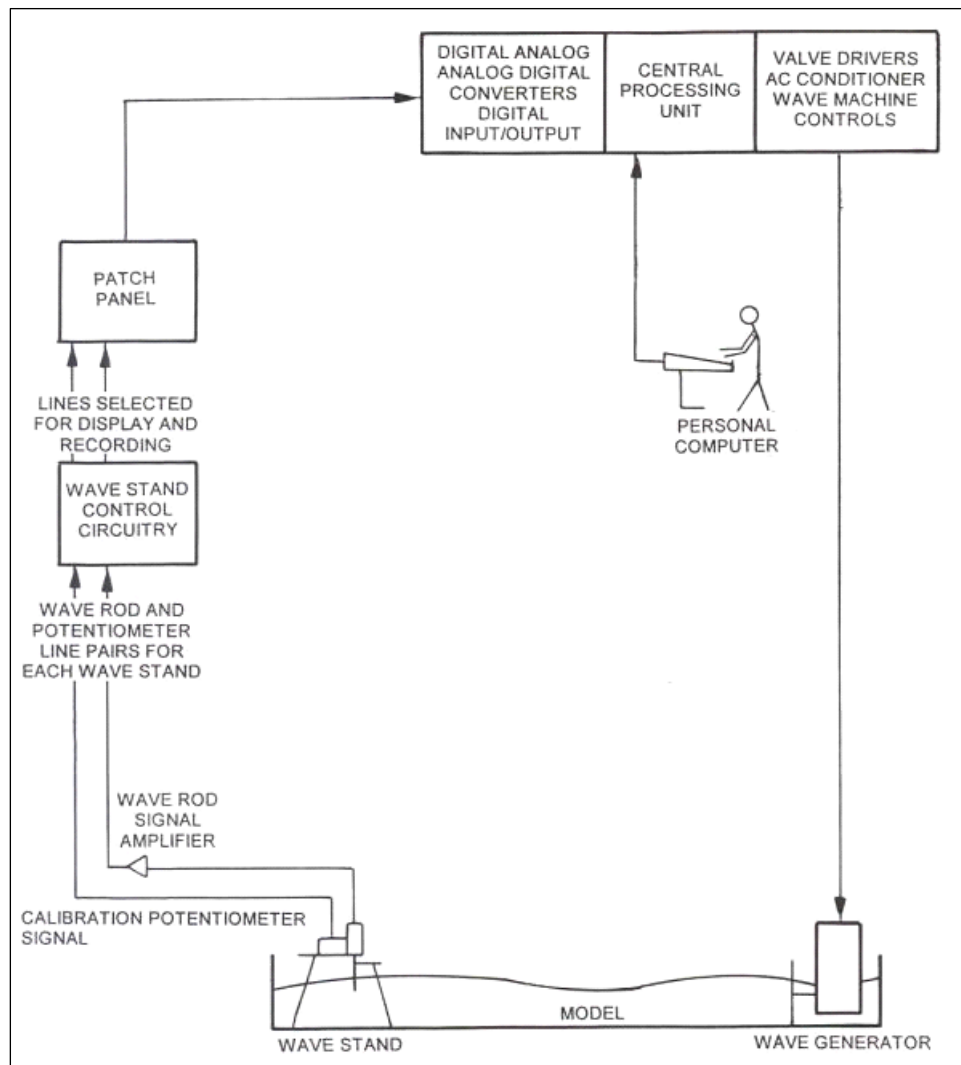 DIGITAL ANALOG
ANALOG DIGITAL
CONVERTERS
DIGITAL
INPUT/OUTPUT
CENTRAL
PROCESSING
UNIT
VALVE DRIVERS
AC CONDITIONER
WAVE MACHINE
CONTROLS
PATCH
PANEL
LINES SELECTED
FOR DISPLAY AND
RECORDING
PERSONAL
COMPUTER
WAVE STAND
CONTROL
CIRCUITRY
WAVE ROD AND
POTENTIOMETER
LINE PAIRS FOR
EACH WAVE STAND
WAVE ROD
SIGNAL
AMPLIFIER
CALIBRATION POTENTIOMETER
SIGNAL
MODEL
WAVE STAND
WAVE GENERATOR